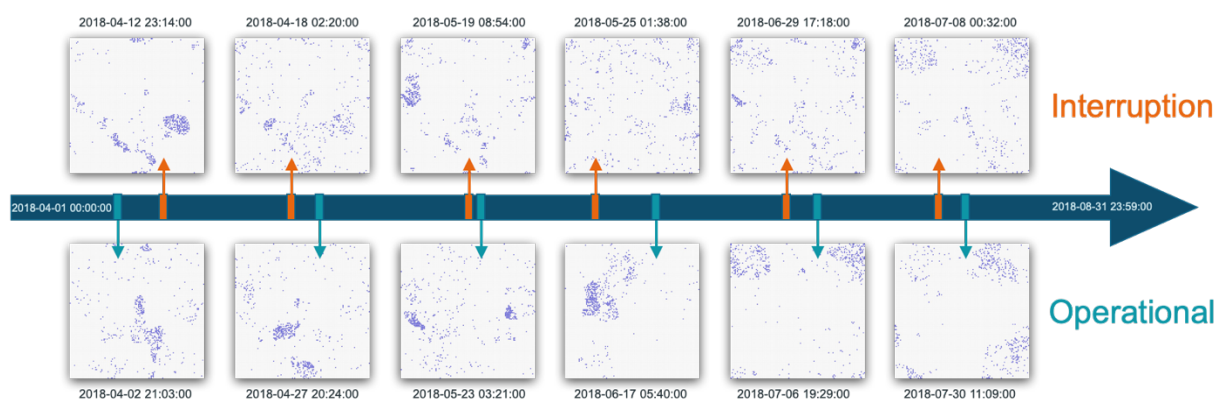 2018-04-12 23:14:00 2018-04-18 02:20:00 2018-05-19 08:54:00 2018-05-25 01:38:00 2018-06-29 17:18:00 2018-07-08 00:32:00
Interruption
2018-04-01 00:00:00 2018-08-31 23:59:00
Operational
2018-04-02 21:03:00 2018-04-27 20:24:00 2018-05-23 03:21:00 2018-06-17 05:40:00 2018-07-06 19:29:00 2018-07-30 11:09:00